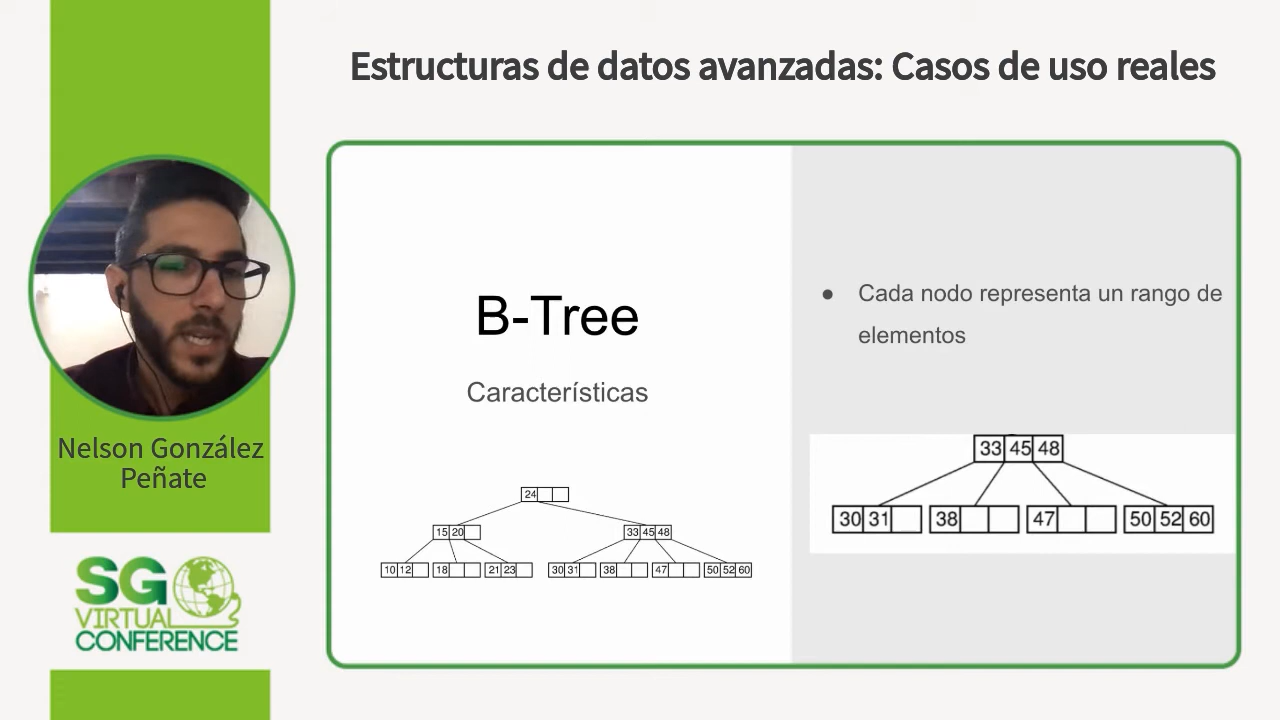 Estructuras de datos avanzadas: Casos de uso reales
Nelson González
Peñate
SG
VIRTUAL
CONFERENCE
B-Tree
Características
24
15 20
33 45 48
10 12
18
21 23
30 31
38
47
50 52 60
● Cada nodo representa un rango de
elementos
33 45 48
30 31
38
47
50 52 60